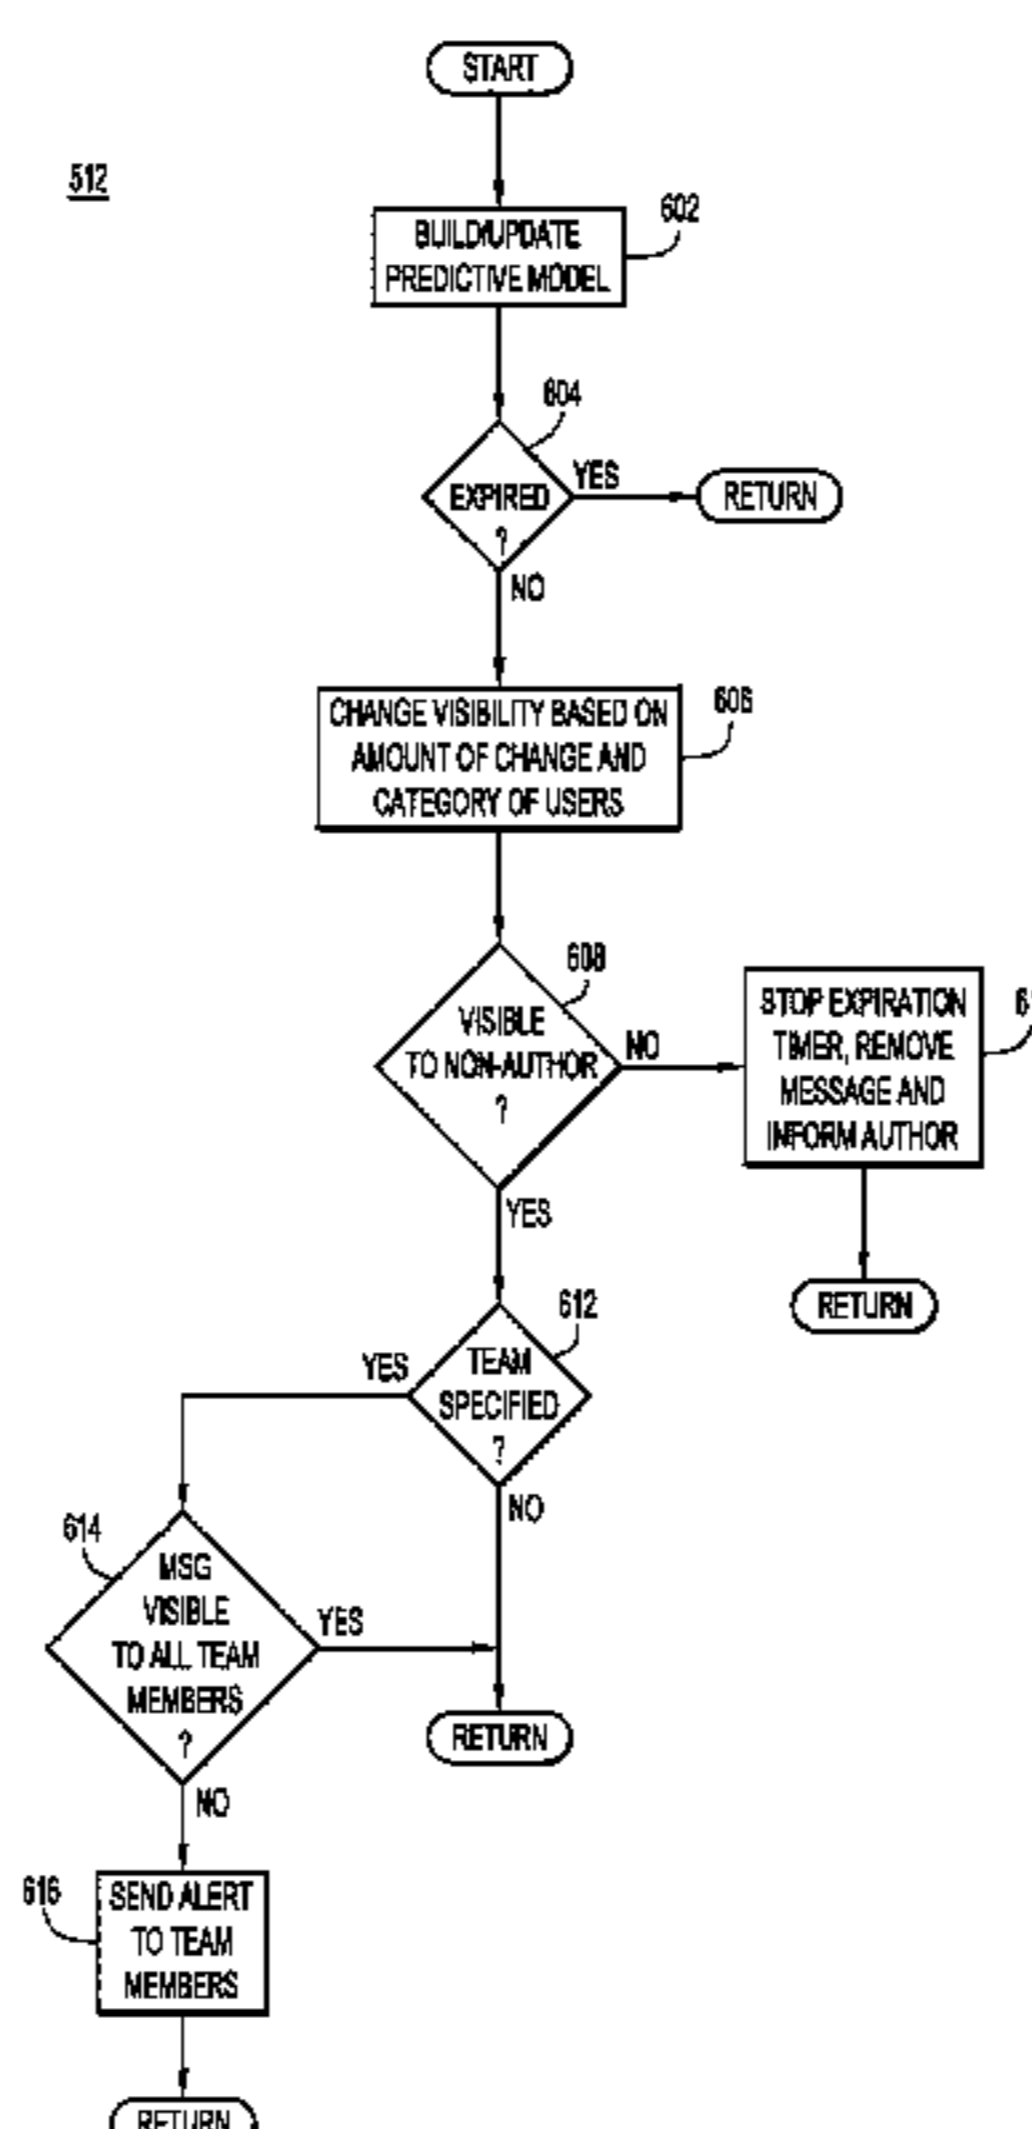 START
512
602
BUILD/UPDATE
PREDICTIVE MODEL
604
EXPIRED
?
YES
RETURN
NO
606
CHANGE VISIBILITY BASED ON
AMOUNT OF CHANGE AND
CATEGORY OF USERS
608
VISIBLE
TO NON-AUTHOR
?
NO
STOP EXPIRATION
TIMER, REMOVE
MESSAGE AND
INFORM AUTHOR
RETURN
YES
612
TEAM
SPECIFIED
?
YES
NO
614
MSG
VISIBLE
TO ALL TEAM
MEMBERS
?
YES
RETURN
NO
616
SEND ALERT
TO TEAM
MEMBERS
RETURN